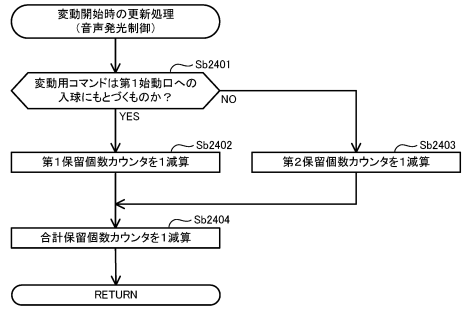 変動開始時の更新処理
(音声発光制御)
Sb2401
変動用コマンドは第1始動口への
入球にもとづくものか?
NO
YES
Sb2402
Sb2403
第1保留個数カウンタを1減算
第2保留個数カウンタを1減算
Sb2404
合計保留個数カウンタを1減算
RETURN